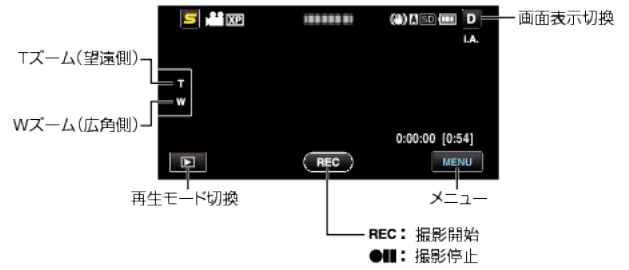 S XP A SD D
画面表示切換
i.A.
Tズーム(望遠側)
T
W
Wズーム(広角側)
0:00:00 [0:54]
REC MENU
再生モード切換
メニュー
REC: 撮影開始
●▮▮: 撮影停止